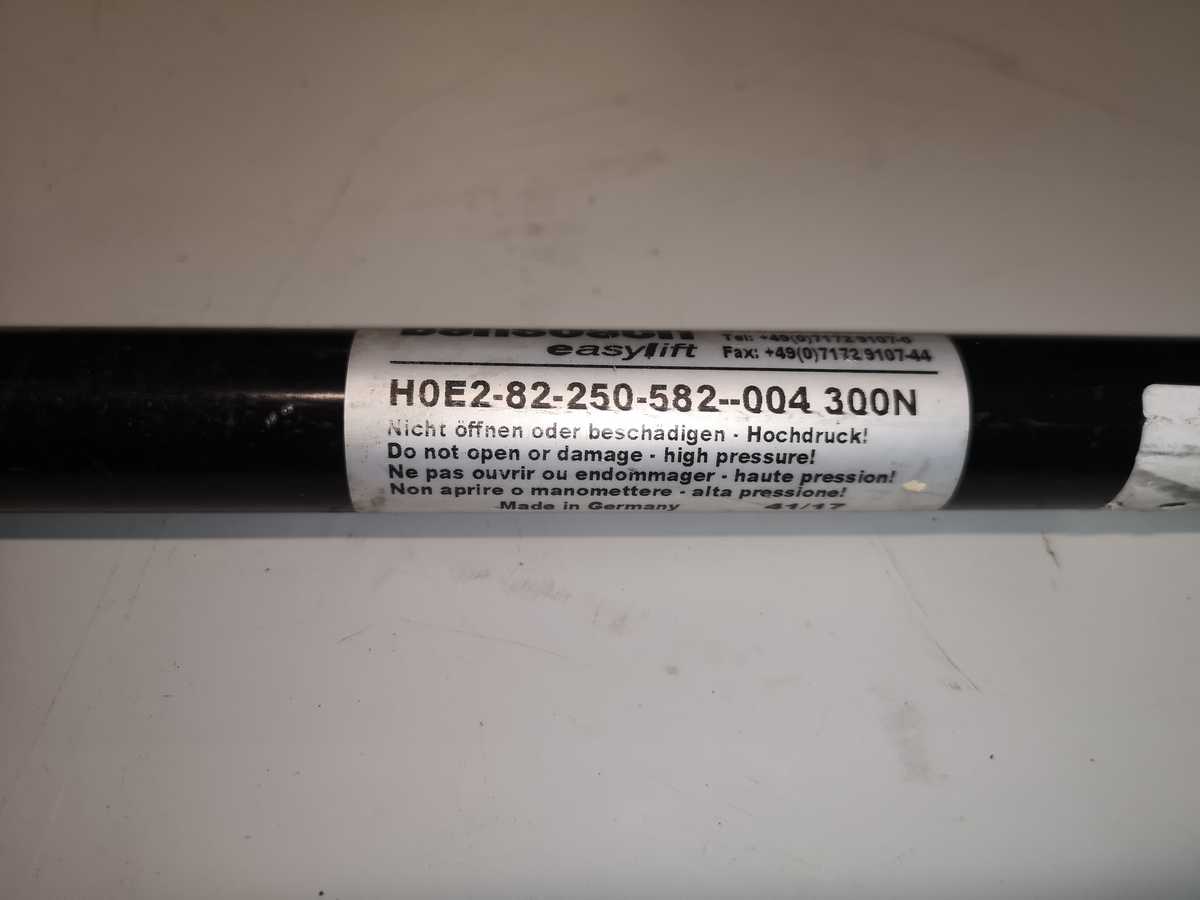 Bansbach
easylift
Tel: +49(0)7172 9107-0
Fax: +49(0)7172 9107-44
H0E2-82-250-582--004 300N
Nicht öffnen oder beschädigen - Hochdruck!
Do not open or damage - high pressure!
Ne pas ouvrir ou endommager - haute pression!
Non aprire o manomettere - alta pressione!
Made in Germany 41/17